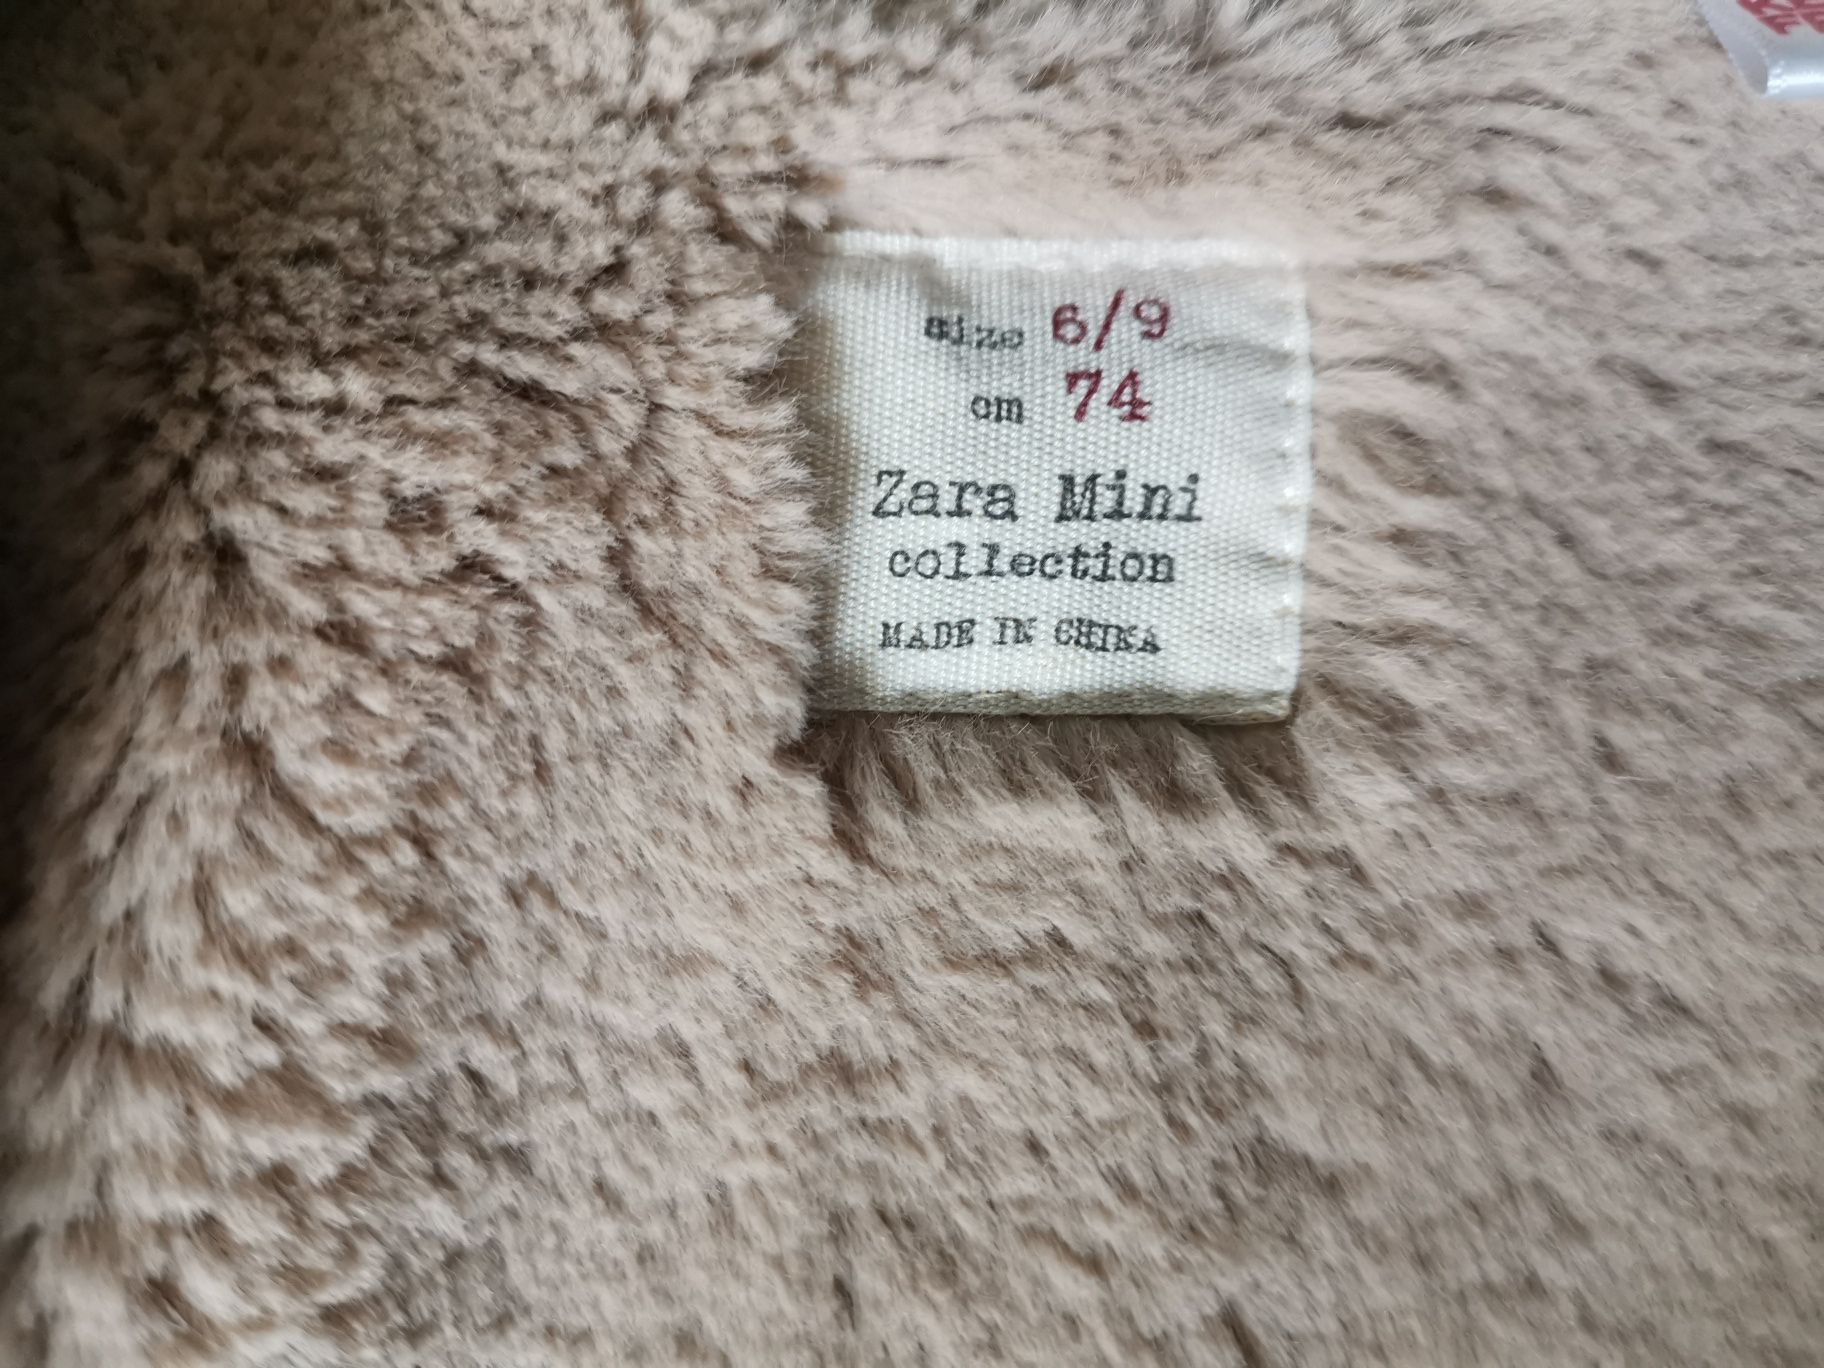 size 6/9
cm 74
Zara Mini
collection
MADE IN CHINA